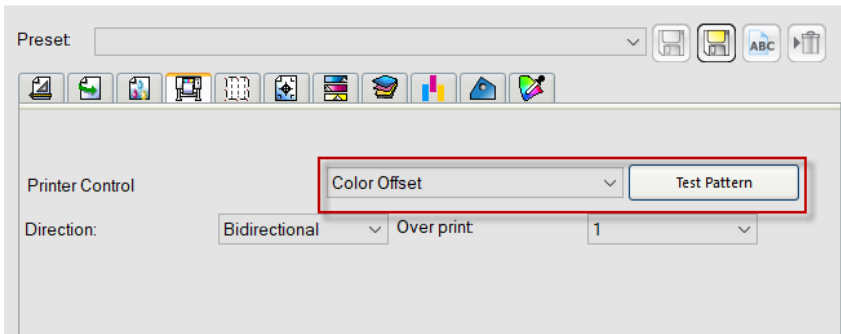 Preset:
ABC
Printer Control Color Offset Test Pattern
Direction: Bidirectional Over print: 1